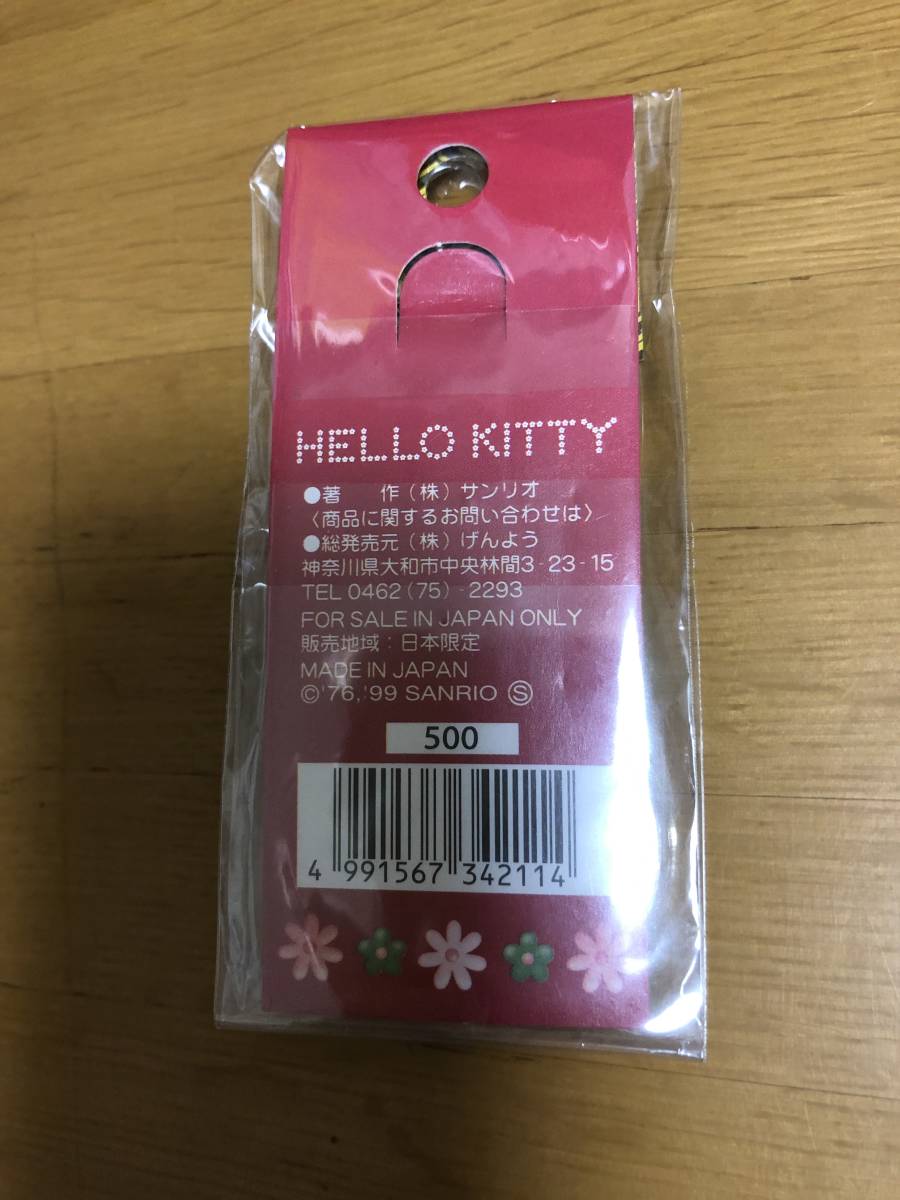 HELLO KITTY
●著　作（株）サンリオ
〈商品に関するお問い合わせは〉
●総発売元（株）げんよう
神奈川県大和市中央林間3-23-15
TEL 0462(75)-2293
FOR SALE IN JAPAN ONLY
販売地域：日本限定
MADE IN JAPAN
©'76,'99 SANRIO Ⓢ
500
4 991567 342114